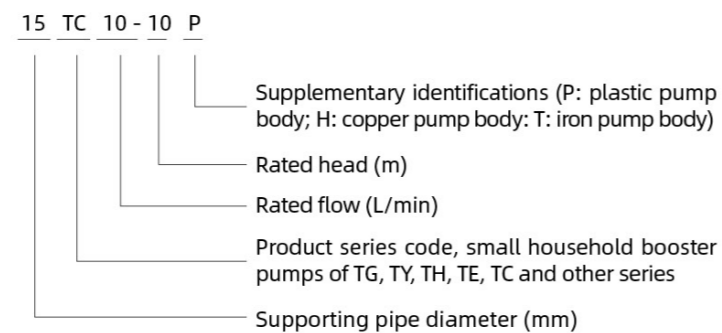 15 TC 10 - 10 P
Supplementary identifications (P: plastic pump
body; H: copper pump body: T: iron pump body)
Rated head (m)
Rated flow (L/min)
Product series code, small household booster
pumps of TG, TY, TH, TE, TC and other series
Supporting pipe diameter (mm)